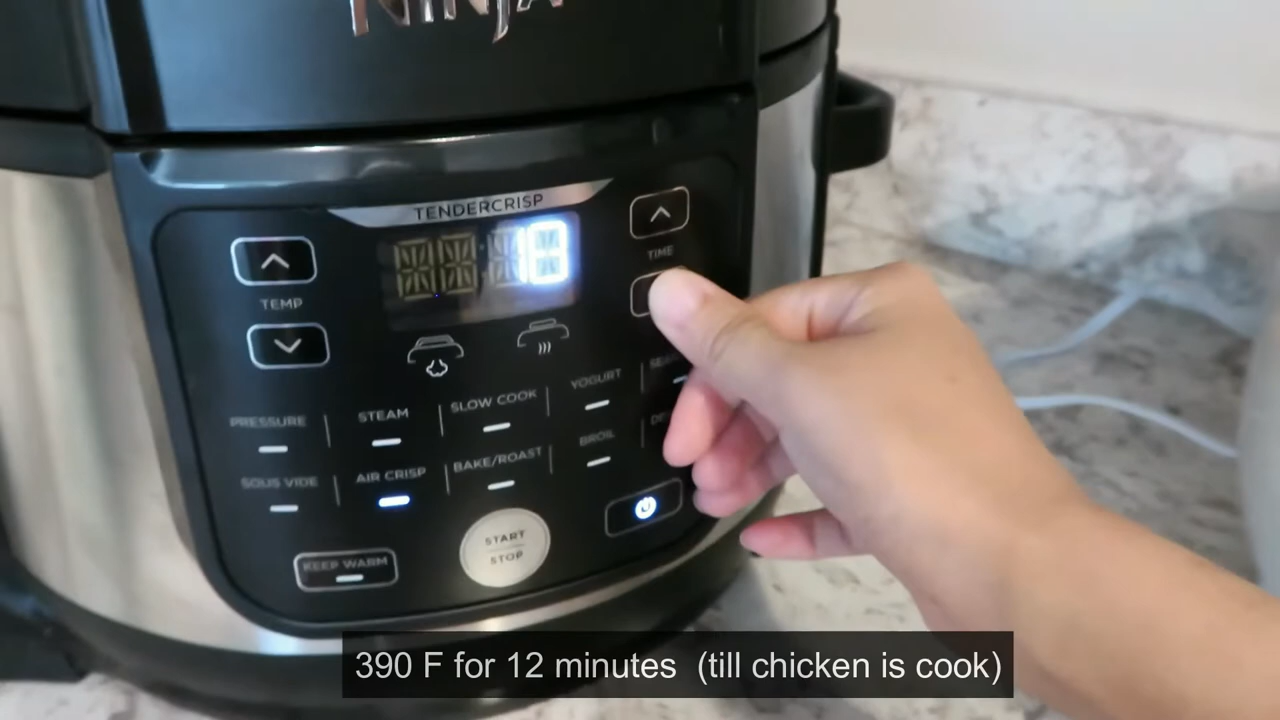 NINJA
TENDERCRISP
TIME
TEMP
PRESSURE
STEAM
SLOW COOK
YOGURT
SOUS VIDE
AIR CRISP
BAKE/ROAST
BROIL
START
STOP
KEEP WARM
390 F for 12 minutes (till chicken is cook)